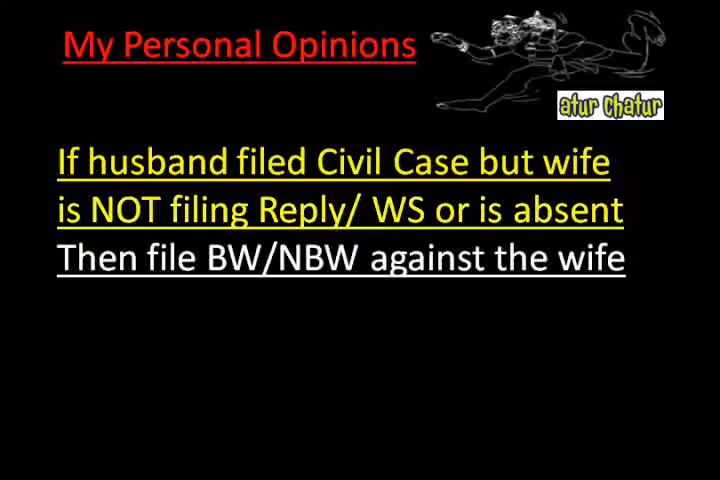 My Personal Opinions
atur chatur
If husband filed Civil Case but wife
is NOT filing Reply/ WS or is absent
Then file BW/NBW against the wife